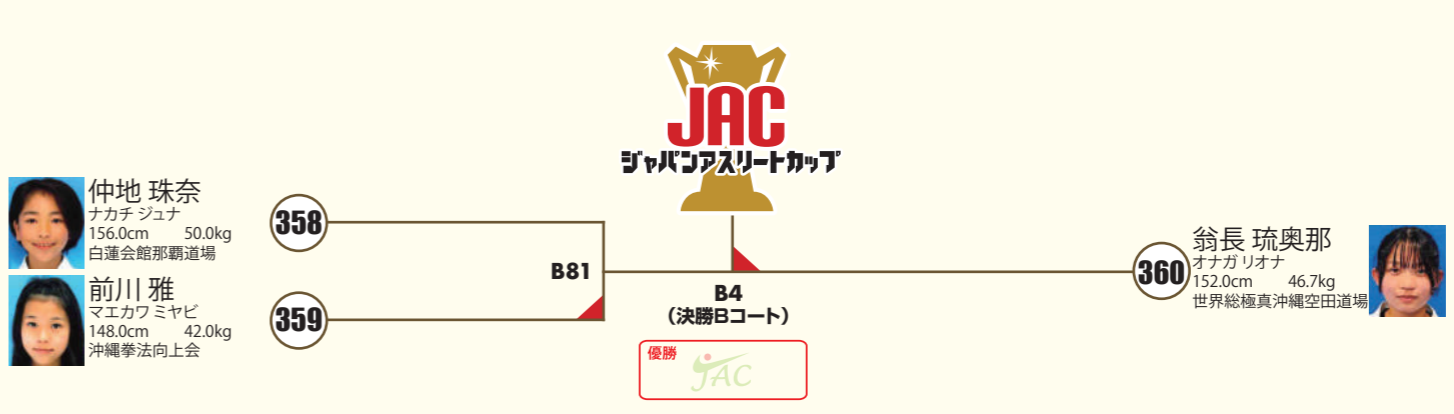 JAC
ジャパンアスリートカップ
仲地 珠奈
ナカチ ジュナ
156.0cm 50.0kg
白蓮会館那覇道場
358
前川 雅
マエカワ ミヤビ
148.0cm 42.0kg
沖縄拳法向上会
359
B81
B4
（決勝Bコート）
360
翁長 琉奥那
オナガ リオナ
152.0cm 46.7kg
世界総極真沖縄空田道場
優勝
JAC